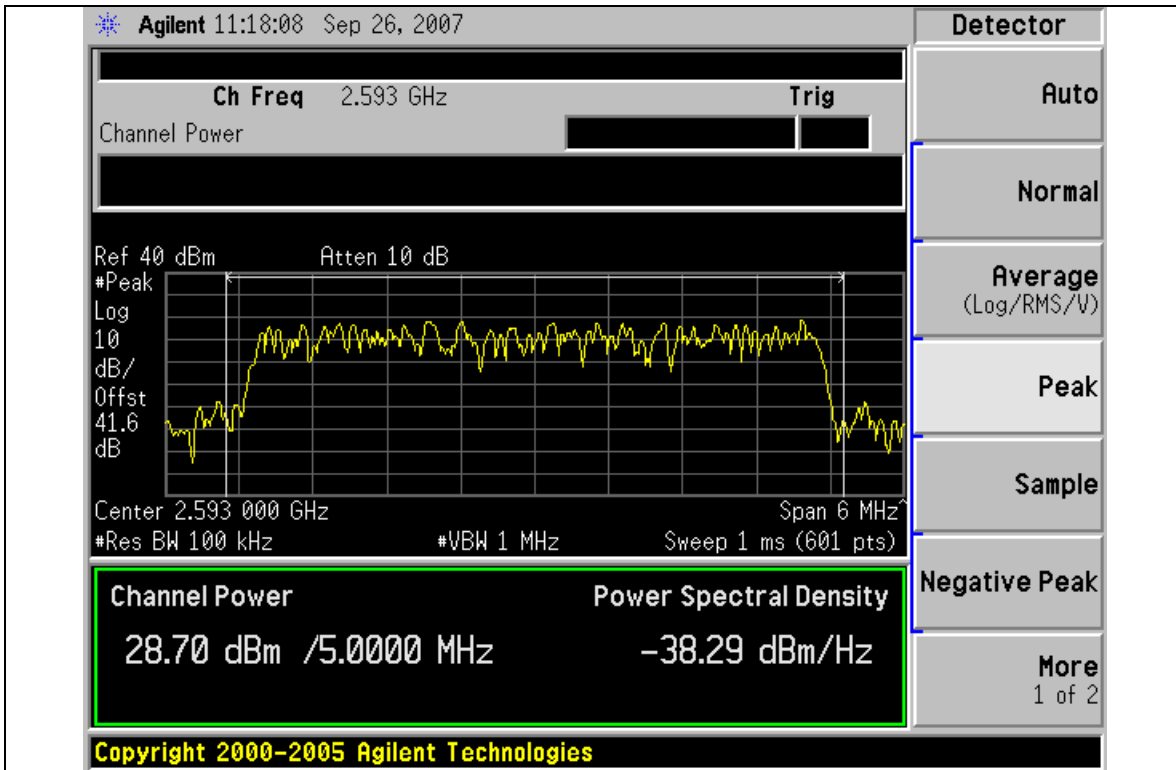 Agilent 11:18:08 Sep 26, 2007
Detector
Ch Freq 2.593 GHz Trig
Channel Power
Ref 40 dBm Atten 10 dB
#Peak
Log
10
dB/
Offst
41.6
dB
Center 2.593 000 GHz Span 6 MHz^
#Res BW 100 kHz #VBW 1 MHz Sweep 1 ms (601 pts)
Channel Power Power Spectral Density
28.70 dBm /5.0000 MHz -38.29 dBm/Hz
Copyright 2000-2005 Agilent Technologies
Auto
Normal
Average
(Log/RMS/V)
Peak
Sample
Negative Peak
More
1 of 2